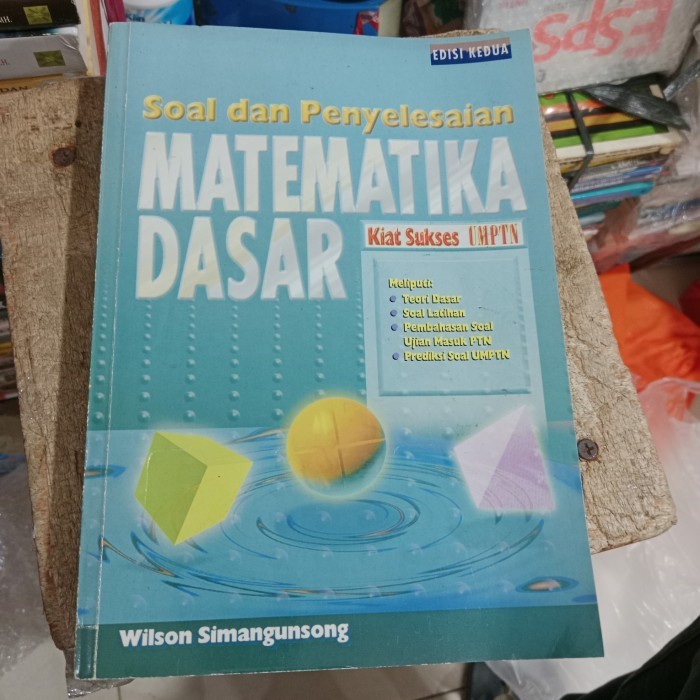 EDISI KEDUA
Soal dan Penyelesaian
MATEMATIKA
DASAR
Kiat Sukses UMPTN
Meliputi:
Teori Dasar
Soal Latihan
Pembahasan Soal
Ujian Masuk PTN
Prediksi Soal UMPTN
Wilson Simangunsong
ESPS